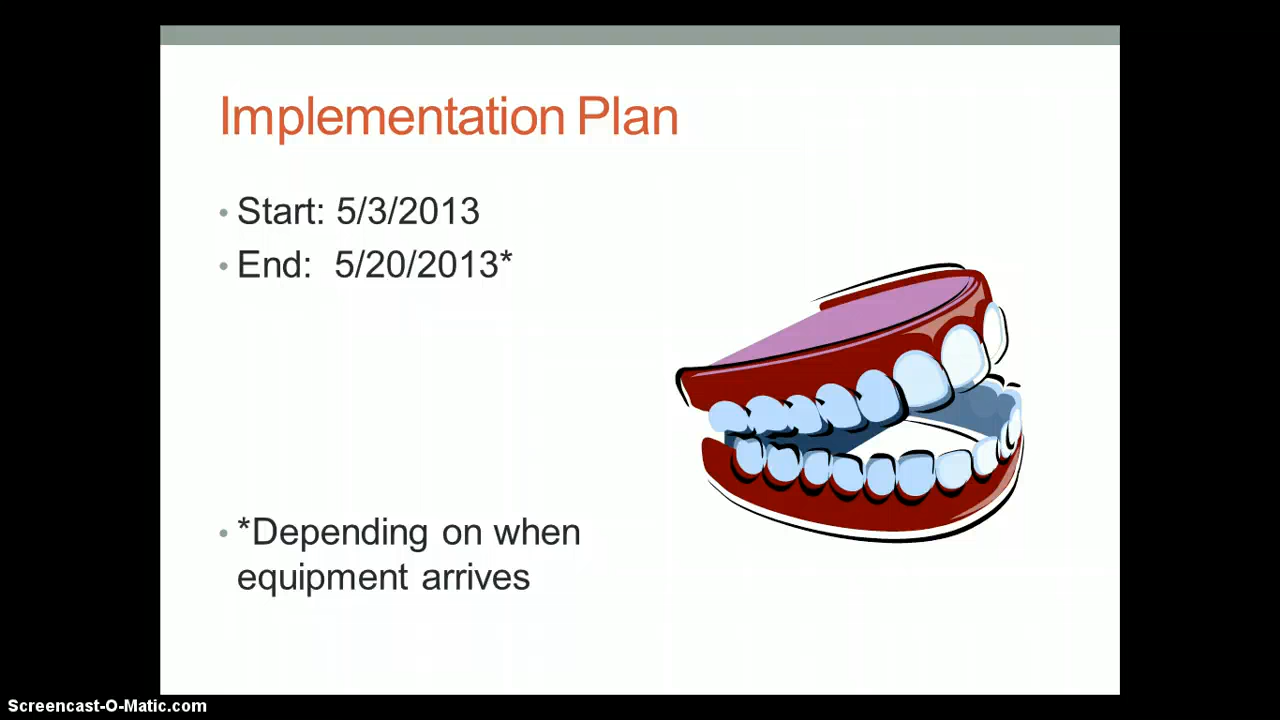 Implementation Plan
• Start: 5/3/2013
• End: 5/20/2013*
• *Depending on when
equipment arrives
Screencast-O-Matic.com